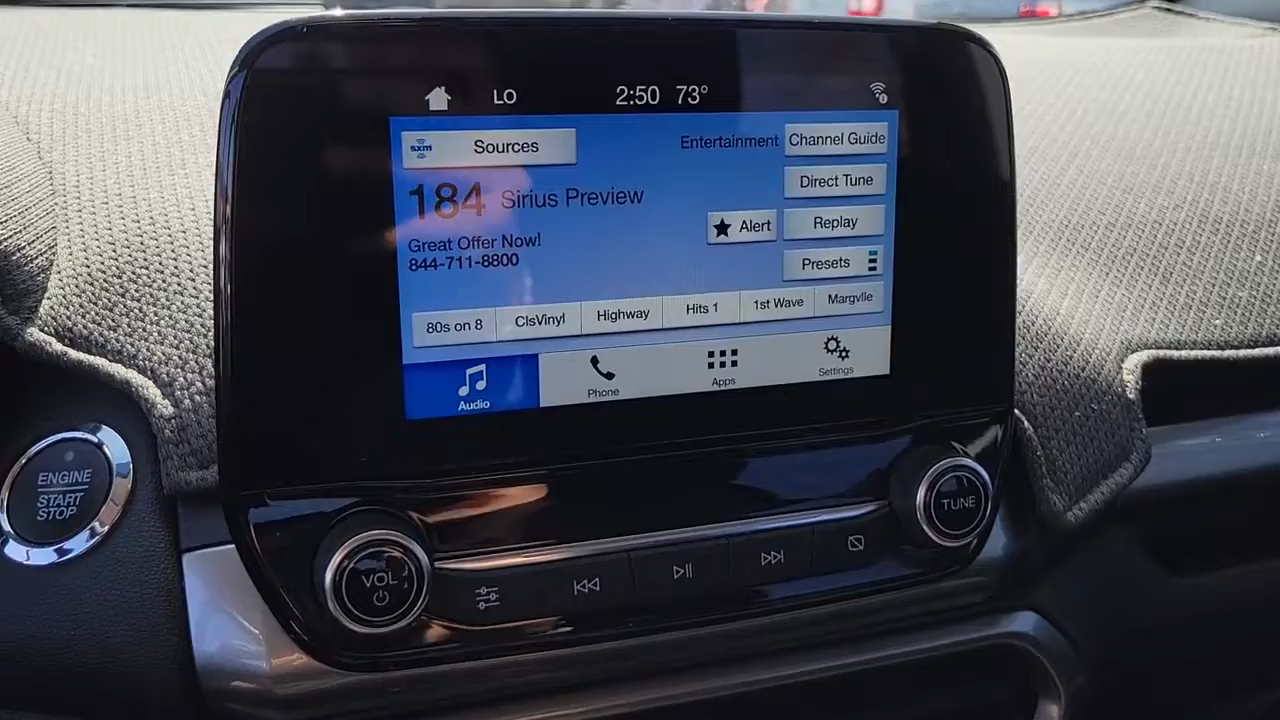 LO 2:50 73°
sxm Sources
Entertainment
Channel Guide
184 Sirius Preview
Direct Tune
Great Offer Now!
844-711-8800
Alert
Replay
Presets
80s on 8 ClsVinyl Highway Hits 1 1st Wave Margvlle
Audio Phone Apps Settings
ENGINE
START
STOP
VOL
TUNE